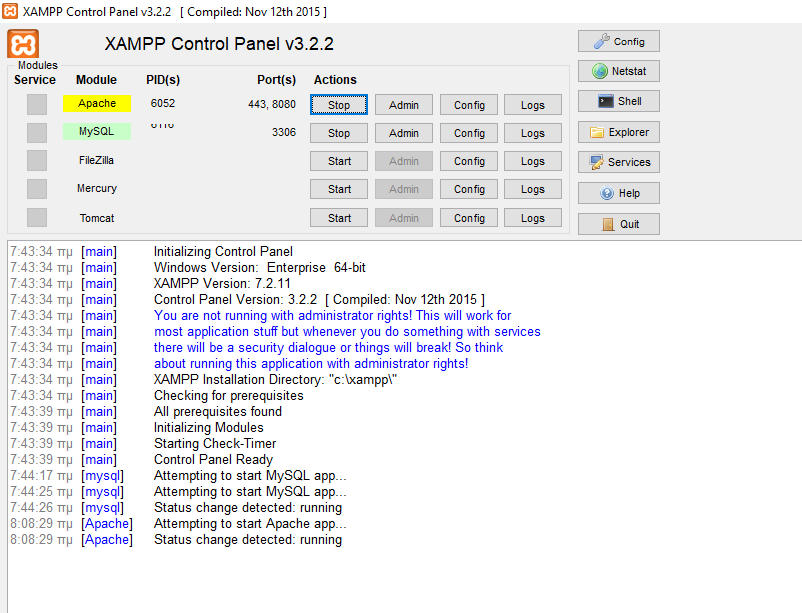 XAMPP Control Panel v3.2.2 [ Compiled: Nov 12th 2015 ]
XAMPP Control Panel v3.2.2
Config
Modules
Service Module PID(s) Port(s) Actions
Netstat
Apache 6052 443, 8080 Stop Admin Config Logs
Shell
MySQL 6116 3306 Stop Admin Config Logs
Explorer
FileZilla Start Admin Config Logs
Services
Mercury Start Admin Config Logs
Help
Tomcat Start Admin Config Logs
Quit
7:43:34 πμ [main] Initializing Control Panel
7:43:34 πμ [main] Windows Version: Enterprise 64-bit
7:43:34 πμ [main] XAMPP Version: 7.2.11
7:43:34 πμ [main] Control Panel Version: 3.2.2 [ Compiled: Nov 12th 2015 ]
7:43:34 πμ [main] You are not running with administrator rights! This will work for
7:43:34 πμ [main] most application stuff but whenever you do something with services
7:43:34 πμ [main] there will be a security dialogue or things will break! So think
7:43:34 πμ [main] about running this application with administrator rights!
7:43:34 πμ [main] XAMPP Installation Directory: "c:\xampp\"
7:43:34 πμ [main] Checking for prerequisites
7:43:39 πμ [main] All prerequisites found
7:43:39 πμ [main] Initializing Modules
7:43:39 πμ [main] Starting Check-Timer
7:43:39 πμ [main] Control Panel Ready
7:44:17 πμ [mysql] Attempting to start MySQL app...
7:44:25 πμ [mysql] Attempting to start MySQL app...
7:44:26 πμ [mysql] Status change detected: running
8:08:29 πμ [Apache] Attempting to start Apache app...
8:08:29 πμ [Apache] Status change detected: running